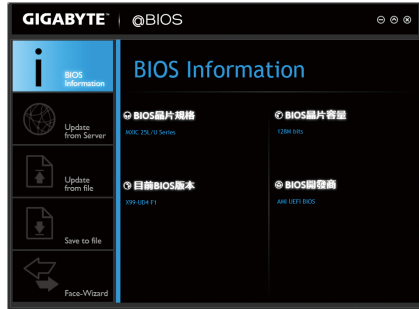 GIGABYTE™ @BIOS
BIOS
Information
BIOS Information
Update
from Server
BIOS晶片規格
MXIC 25L/U Series
BIOS晶片容量
128M bits
Update
from file
目前BIOS版本
X99-UD4 F1
BIOS開發商
AMI UEFI BIOS
Save to file
Face-Wizard